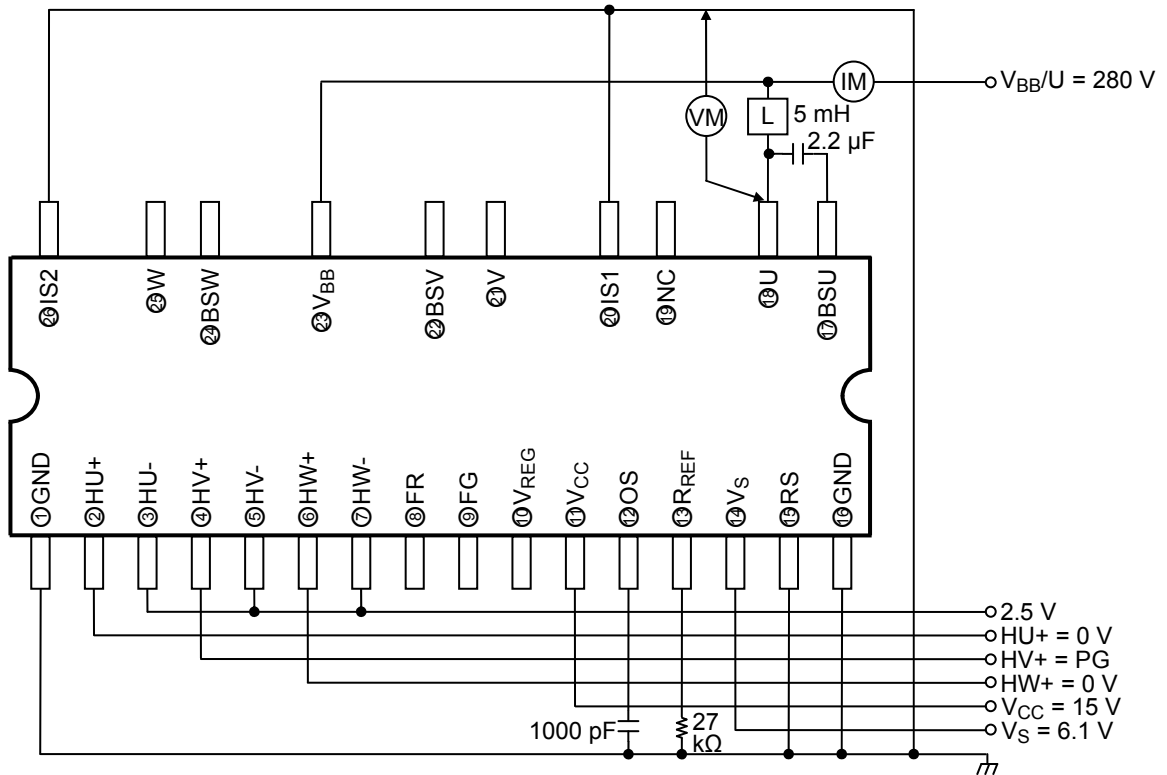 IM
V_BB/U = 280 V
VM
L
5 mH
2.2 µF
㉖IS2
㉕W
㉔BSW
㉓V_BB
㉒BSV
㉑V
⑳IS1
⑲NC
⑱U
⑰BSU
①GND
②HU+
③HU-
④HV+
⑤HV-
⑥HW+
⑦HW-
⑧FR
⑨FG
⑩V_REG
⑪V_CC
⑫OS
⑬R_REF
⑭V_S
⑮RS
⑯GND
2.5 V
HU+ = 0 V
HV+ = PG
HW+ = 0 V
V_CC = 15 V
V_S = 6.1 V
1000 pF
27
kΩ